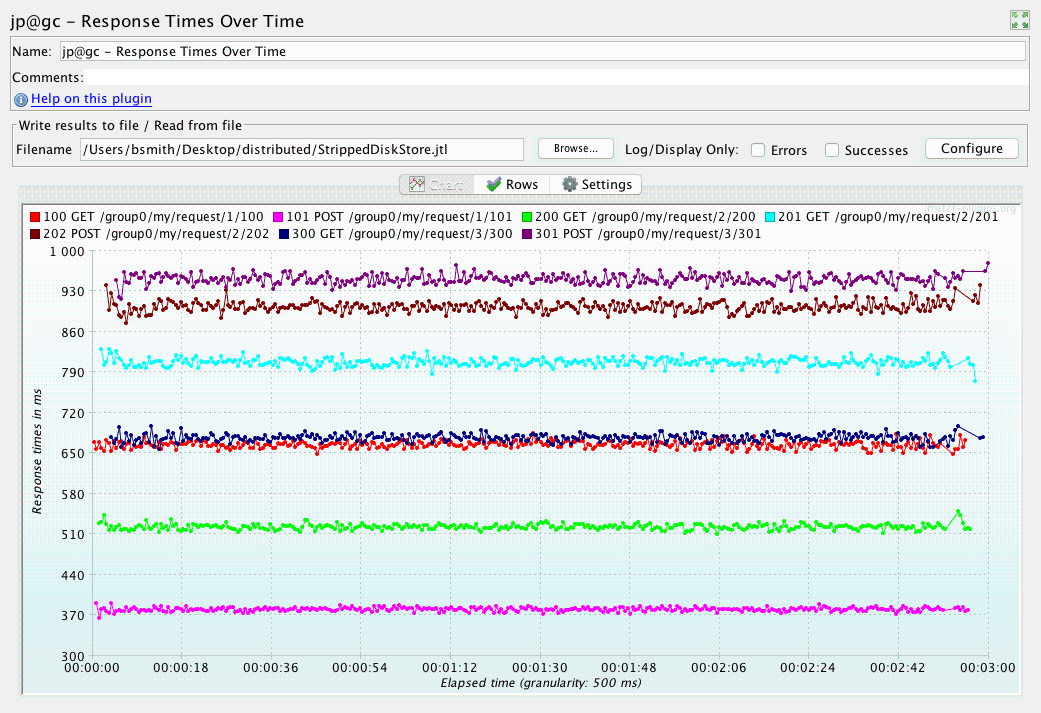 jp@gc – Response Times Over Time
Name: jp@gc – Response Times Over Time
Comments:
Help on this plugin
Write results to file / Read from file
Filename /Users/bsmith/Desktop/distributed/StrippedDiskStore.jtl Browse... Log/Display Only: Errors Successes Configure
Chart Rows Settings
jmeter-plugins.org
100 GET /group0/my/request/1/100 101 POST /group0/my/request/1/101 200 GET /group0/my/request/2/200 201 GET /group0/my/request/2/201
202 POST /group0/my/request/2/202 300 GET /group0/my/request/3/300 301 POST /group0/my/request/3/301
1 000
930
860
790
720
650
580
510
440
370
300
Response times in ms
00:00:00 00:00:18 00:00:36 00:00:54 00:01:12 00:01:30 00:01:48 00:02:06 00:02:24 00:02:42 00:03:00
Elapsed time (granularity: 500 ms)